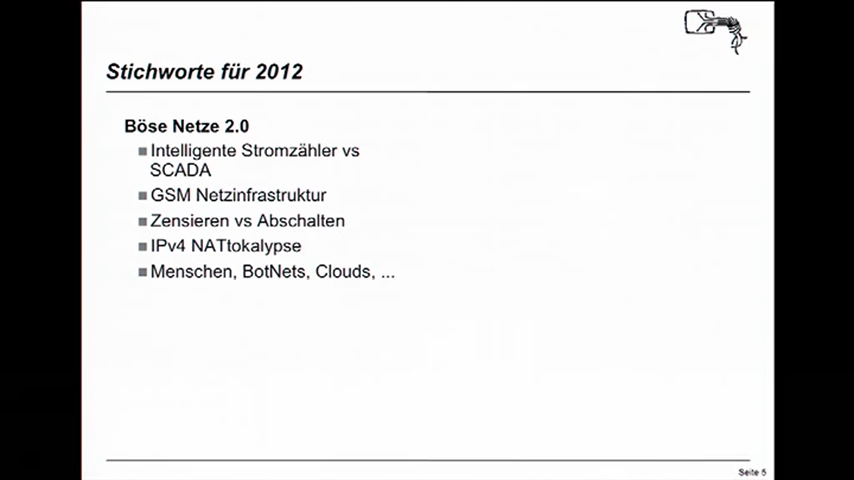 Stichworte für 2012
Böse Netze 2.0
Intelligente Stromzähler vs
SCADA
GSM Netzinfrastruktur
Zensieren vs Abschalten
IPv4 NATtokalypse
Menschen, BotNets, Clouds, ...
Seite 5